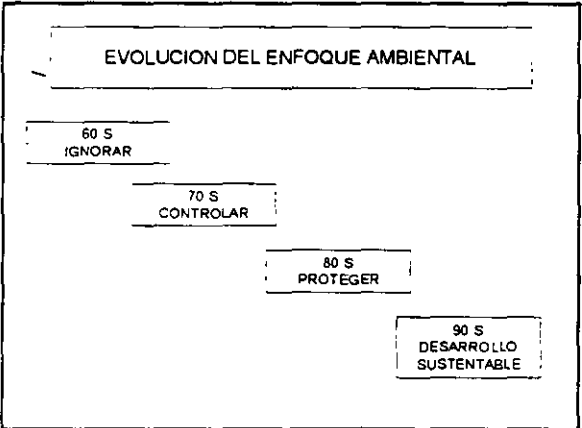 EVOLUCION DEL ENFOQUE AMBIENTAL
60 S
IGNORAR
70 S
CONTROLAR
80 S
PROTEGER
90 S
DESARROLLO
SUSTENTABLE